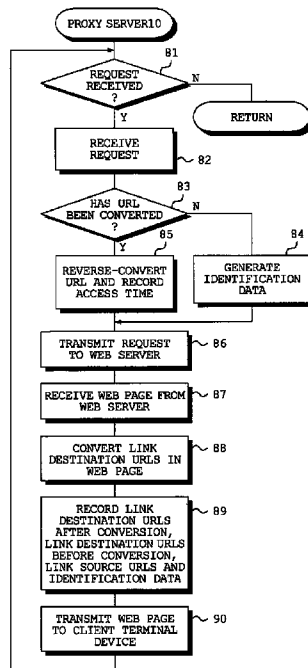 PROXY SERVER10
81
REQUEST
RECEIVED
?
N
Y
RETURN
RECEIVE
REQUEST
82
83
HAS URL
BEEN CONVERTED
?
N
Y
85
84
REVERSE-CONVERT
URL AND RECORD
ACCESS TIME
GENERATE
IDENTIFICATION
DATA
TRANSMIT REQUEST
TO WEB SERVER
86
RECEIVE WEB PAGE FROM
WEB SERVER
87
CONVERT LINK
DESTINATION URLS IN
WEB PAGE
88
RECORD LINK
DESTINATION URLS
AFTER CONVERSION,
LINK DESTINATION URLS
BEFORE CONVERSION,
LINK SOURCE URLS AND
IDENTIFICATION DATA
89
TRANSMIT WEB PAGE
TO CLIENT TERMINAL
DEVICE
90